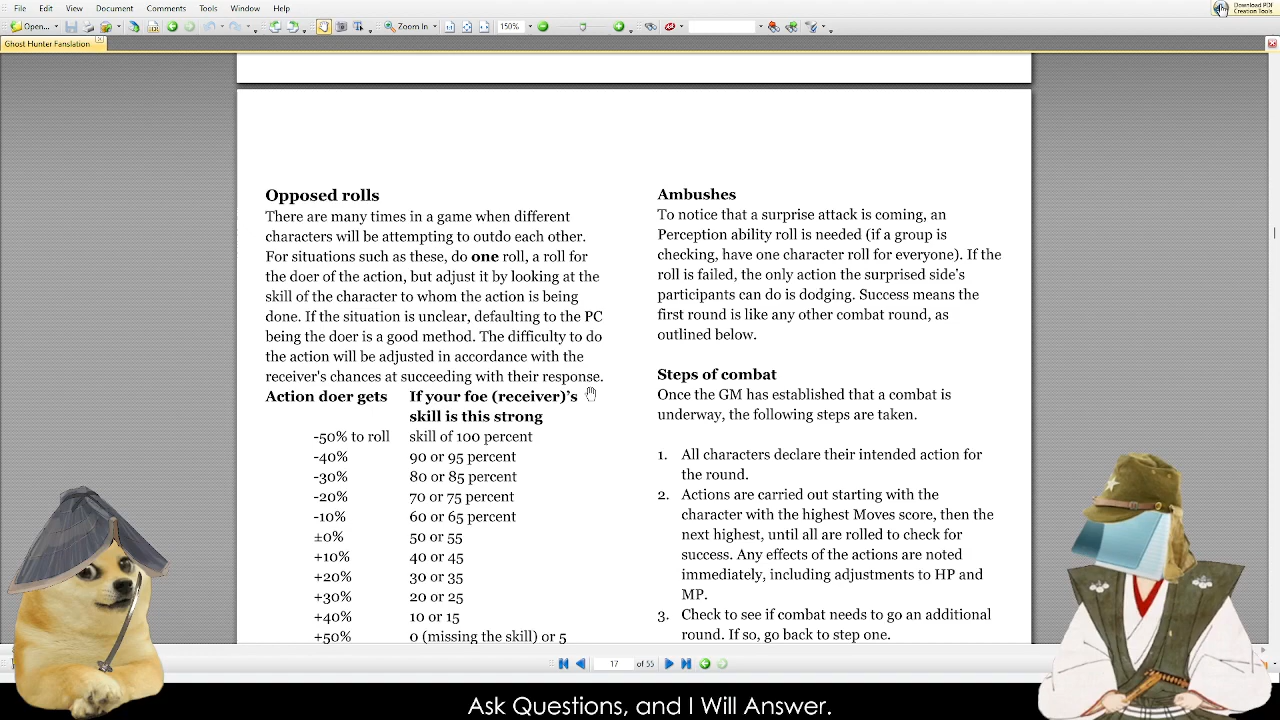 File Edit View Document Comments Tools Window Help
Download PDF
Creation Tools
Open... Zoom In 150%
Ghost Hunter Fanslation
Opposed rolls
There are many times in a game when different
characters will be attempting to outdo each other.
For situations such as these, do one roll, a roll for
the doer of the action, but adjust it by looking at the
skill of the character to whom the action is being
done. If the situation is unclear, defaulting to the PC
being the doer is a good method. The difficulty to do
the action will be adjusted in accordance with the
receiver's chances at succeeding with their response.
Action doer gets If your foe (receiver)'s
skill is this strong
-50% to roll skill of 100 percent
-40% 90 or 95 percent
-30% 80 or 85 percent
-20% 70 or 75 percent
-10% 60 or 65 percent
±0% 50 or 55
+10% 40 or 45
+20% 30 or 35
+30% 20 or 25
+40% 10 or 15
+50% 0 (missing the skill) or 5
Ambushes
To notice that a surprise attack is coming, an
Perception ability roll is needed (if a group is
checking, have one character roll for everyone). If the
roll is failed, the only action the surprised side's
participants can do is dodging. Success means the
first round is like any other combat round, as
outlined below.
Steps of combat
Once the GM has established that a combat is
underway, the following steps are taken.
1. All characters declare their intended action for
the round.
2. Actions are carried out starting with the
character with the highest Moves score, then the
next highest, until all are rolled to check for
success. Any effects of the actions are noted
immediately, including adjustments to HP and
MP.
3. Check to see if combat needs to go an additional
round. If so, go back to step one.
17 of 55
Ask Questions, and I Will Answer.